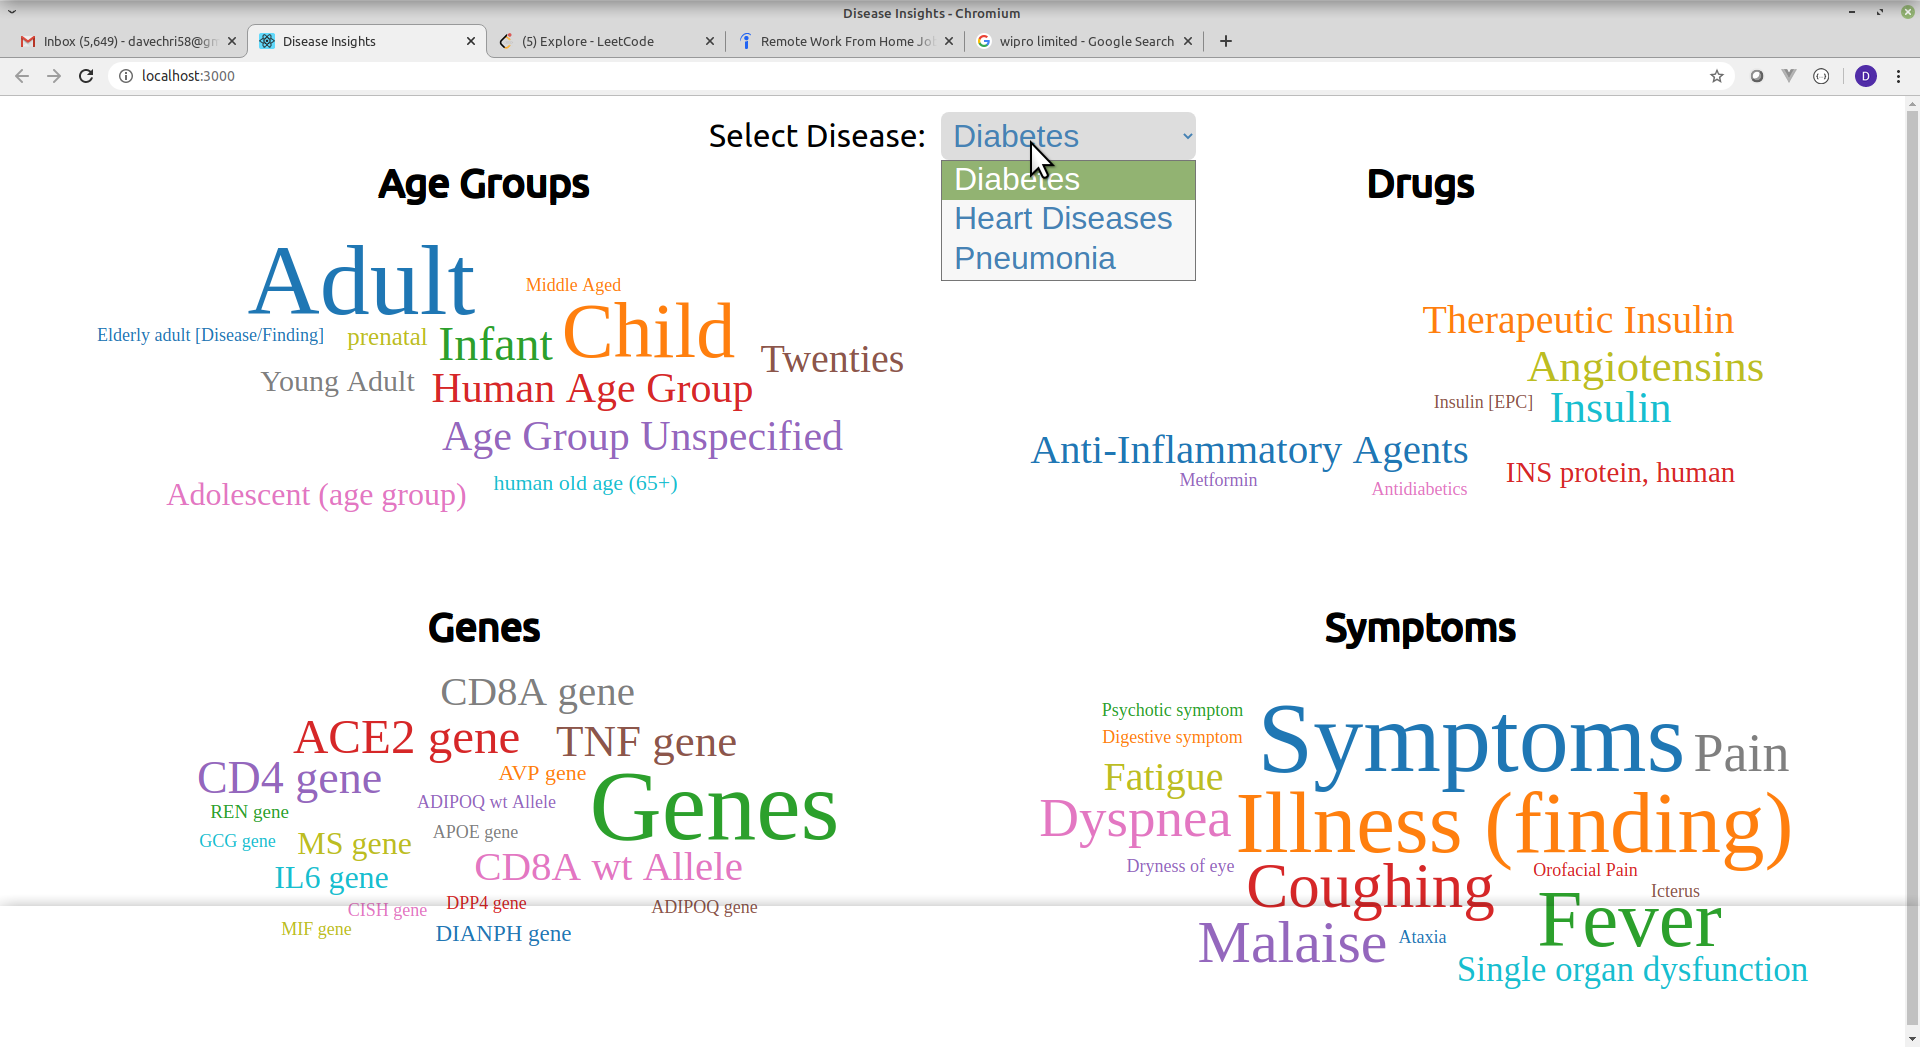 Disease Insights - Chromium
Inbox (5,649) - davechri58@gm
Disease Insights
(5) Explore - LeetCode
Remote Work From Home Jo
wipro limited - Google Search
localhost:3000
D
Select Disease:
Diabetes
Diabetes
Heart Diseases
Pneumonia
Age Groups
Adult
Middle Aged
Elderly adult [Disease/Finding]
prenatal
Infant
Child
Twenties
Young Adult
Human Age Group
Age Group Unspecified
Adolescent (age group)
human old age (65+)
Drugs
Therapeutic Insulin
Angiotensins
Insulin [EPC]
Insulin
Anti-Inflammatory Agents
Metformin
Antidiabetics
INS protein, human
Genes
CD8A gene
ACE2 gene
TNF gene
CD4 gene
AVP gene
Genes
REN gene
ADIPOQ wt Allele
GCG gene
MS gene
APOE gene
IL6 gene
CD8A wt Allele
CISH gene
DPP4 gene
ADIPOQ gene
MIF gene
DIANPH gene
Symptoms
Psychotic symptom
Digestive symptom
Symptoms
Pain
Fatigue
Dyspnea
Illness (finding)
Dryness of eye
Coughing
Orofacial Pain
Icterus
Fever
Malaise
Ataxia
Single organ dysfunction